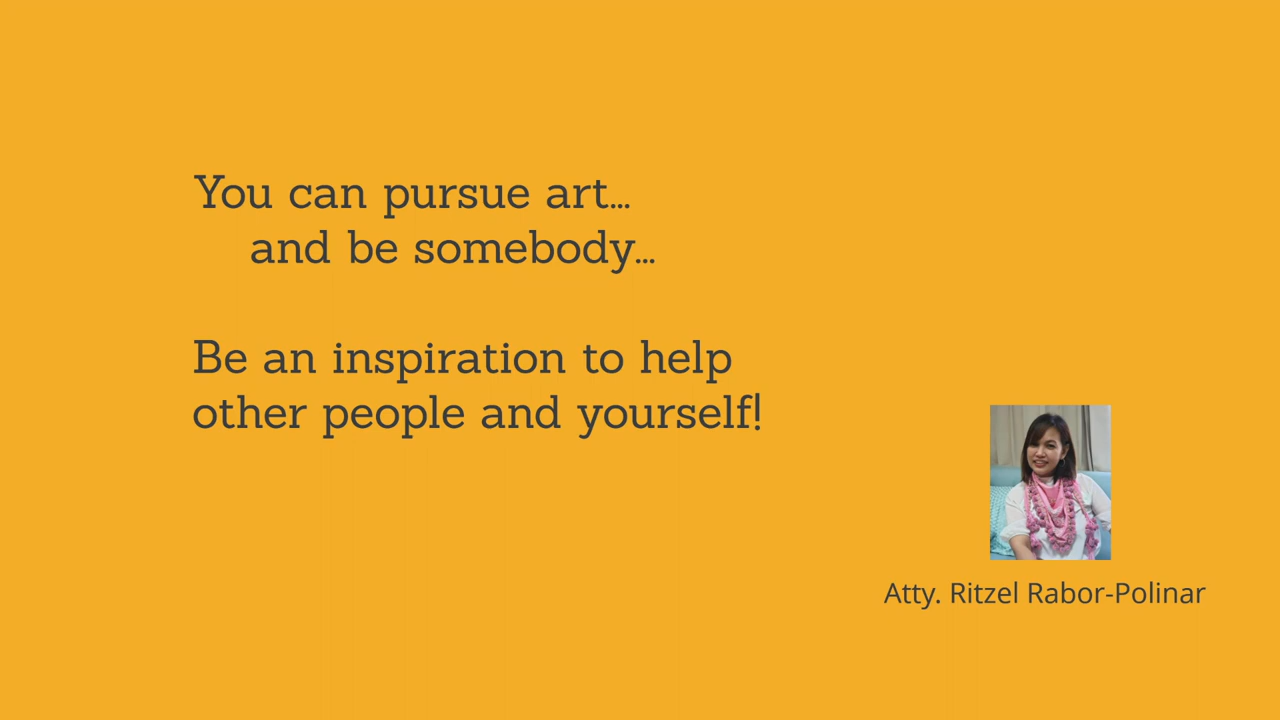 You can pursue art…
and be somebody…
Be an inspiration to help
other people and yourself!
Atty. Ritzel Rabor-Polinar